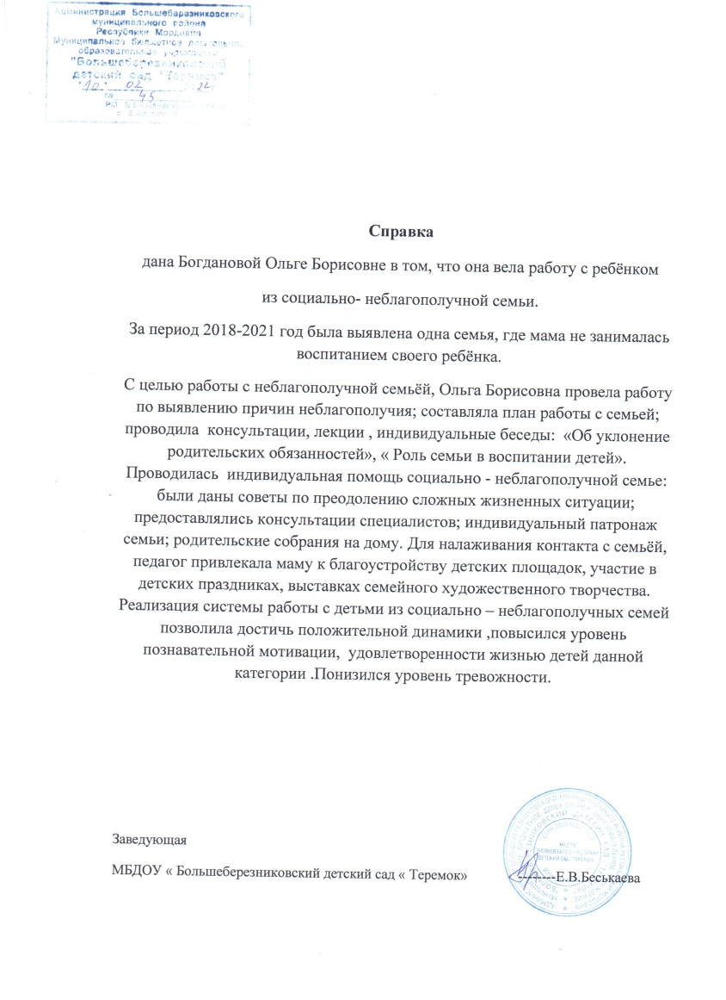 Администрация Большеберезниковского
муниципального района
Республики Мордовия
Муниципальное бюджетное дошкольное
образовательное учреждение
"Большеберезниковский
детский сад "Теремок"
"10" 02 22
№ 45
Справка
дана Богдановой Ольге Борисовне в том, что она вела работу с ребёнком
из социально- неблагополучной семьи.
За период 2018-2021 год была выявлена одна семья, где мама не занималась
воспитанием своего ребёнка.
С целью работы с неблагополучной семьёй, Ольга Борисовна провела работу
по выявлению причин неблагополучия; составляла план работы с семьей;
проводила  консультации, лекции , индивидуальные беседы:  «Об уклонение
родительских обязанностей», « Роль семьи в воспитании детей».
Проводилась  индивидуальная помощь социально - неблагополучной семье:
были даны советы по преодолению сложных жизненных ситуации;
предоставлялись консультации специалистов; индивидуальный патронаж
семьи; родительские собрания на дому. Для налаживания контакта с семьёй,
педагог привлекала маму к благоустройству детских площадок, участие в
детских праздниках, выставках семейного художественного творчества.
Реализация системы работы с детьми из социально – неблагополучных семей
позволила достичь положительной динамики ,повысился уровень
познавательной мотивации,  удовлетворенности жизнью детей данной
категории .Понизился уровень тревожности.
Заведующая
МБДОУ « Большеберезниковский детский сад « Теремок» --------Е.В.Беськаева
МБДОУ
БОЛЬШЕБЕРЕЗНИКОВСКИЙ
ДЕТСКИЙ САД "ТЕРЕМОК"